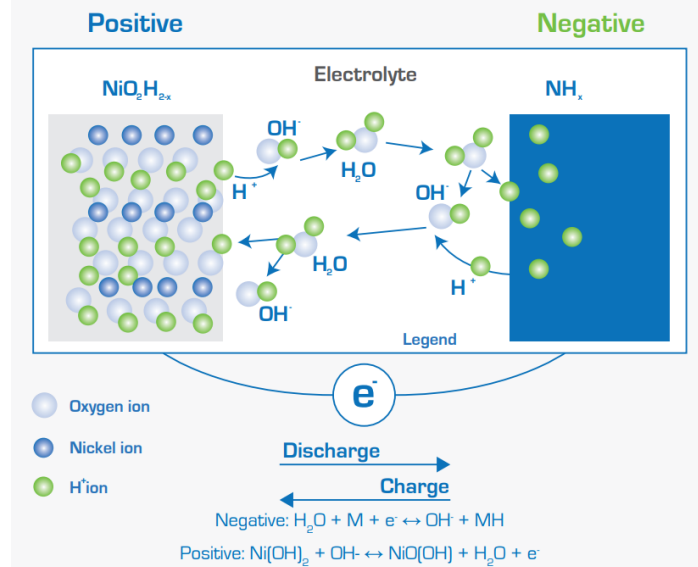 Positive
Negative
Electrolyte
NiO₂H₂₋ₓ
NHₓ
OH⁻
H₂O
H⁺
OH⁻
H₂O
H⁺
OH⁻
Legend
e⁻
Oxygen ion
Nickel ion
H⁺ion
Discharge
Charge
Negative: H₂O + M + e⁻ ↔ OH⁻ + MH
Positive: Ni(OH)₂ + OH- ↔ NiO(OH) + H₂O + e⁻